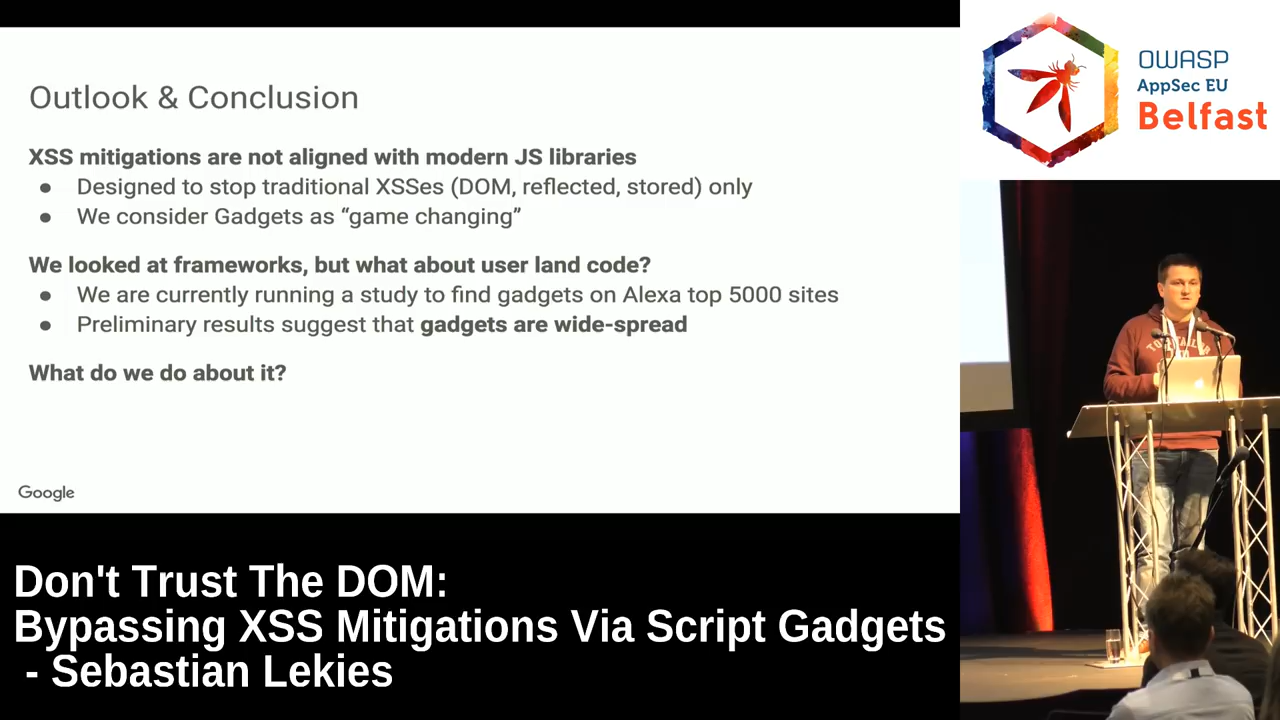 Outlook & Conclusion
XSS mitigations are not aligned with modern JS libraries
● Designed to stop traditional XSSes (DOM, reflected, stored) only
● We consider Gadgets as “game changing”
We looked at frameworks, but what about user land code?
● We are currently running a study to find gadgets on Alexa top 5000 sites
● Preliminary results suggest that gadgets are wide-spread
What do we do about it?
Google
Don't Trust The DOM:
Bypassing XSS Mitigations Via Script Gadgets
- Sebastian Lekies
OWASP
AppSec EU
Belfast